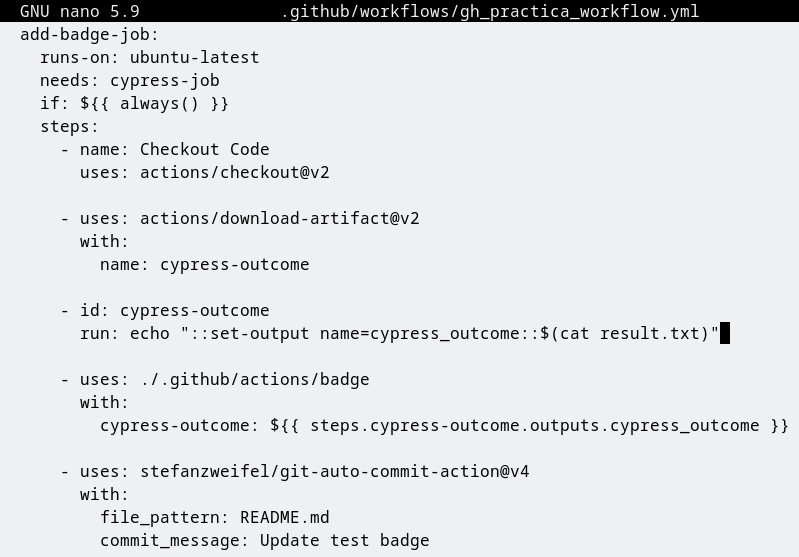 GNU nano 5.9 .github/workflows/gh_practica_workflow.yml
add-badge-job:
  runs-on: ubuntu-latest
  needs: cypress-job
  if: ${{ always() }}
  steps:
    - name: Checkout Code
      uses: actions/checkout@v2

    - uses: actions/download-artifact@v2
      with:
        name: cypress-outcome

    - id: cypress-outcome
      run: echo "::set-output name=cypress_outcome::$(cat result.txt)"

    - uses: ./.github/actions/badge
      with:
        cypress-outcome: ${{ steps.cypress-outcome.outputs.cypress_outcome }}

    - uses: stefanzweifel/git-auto-commit-action@v4
      with:
        file_pattern: README.md
        commit_message: Update test badge